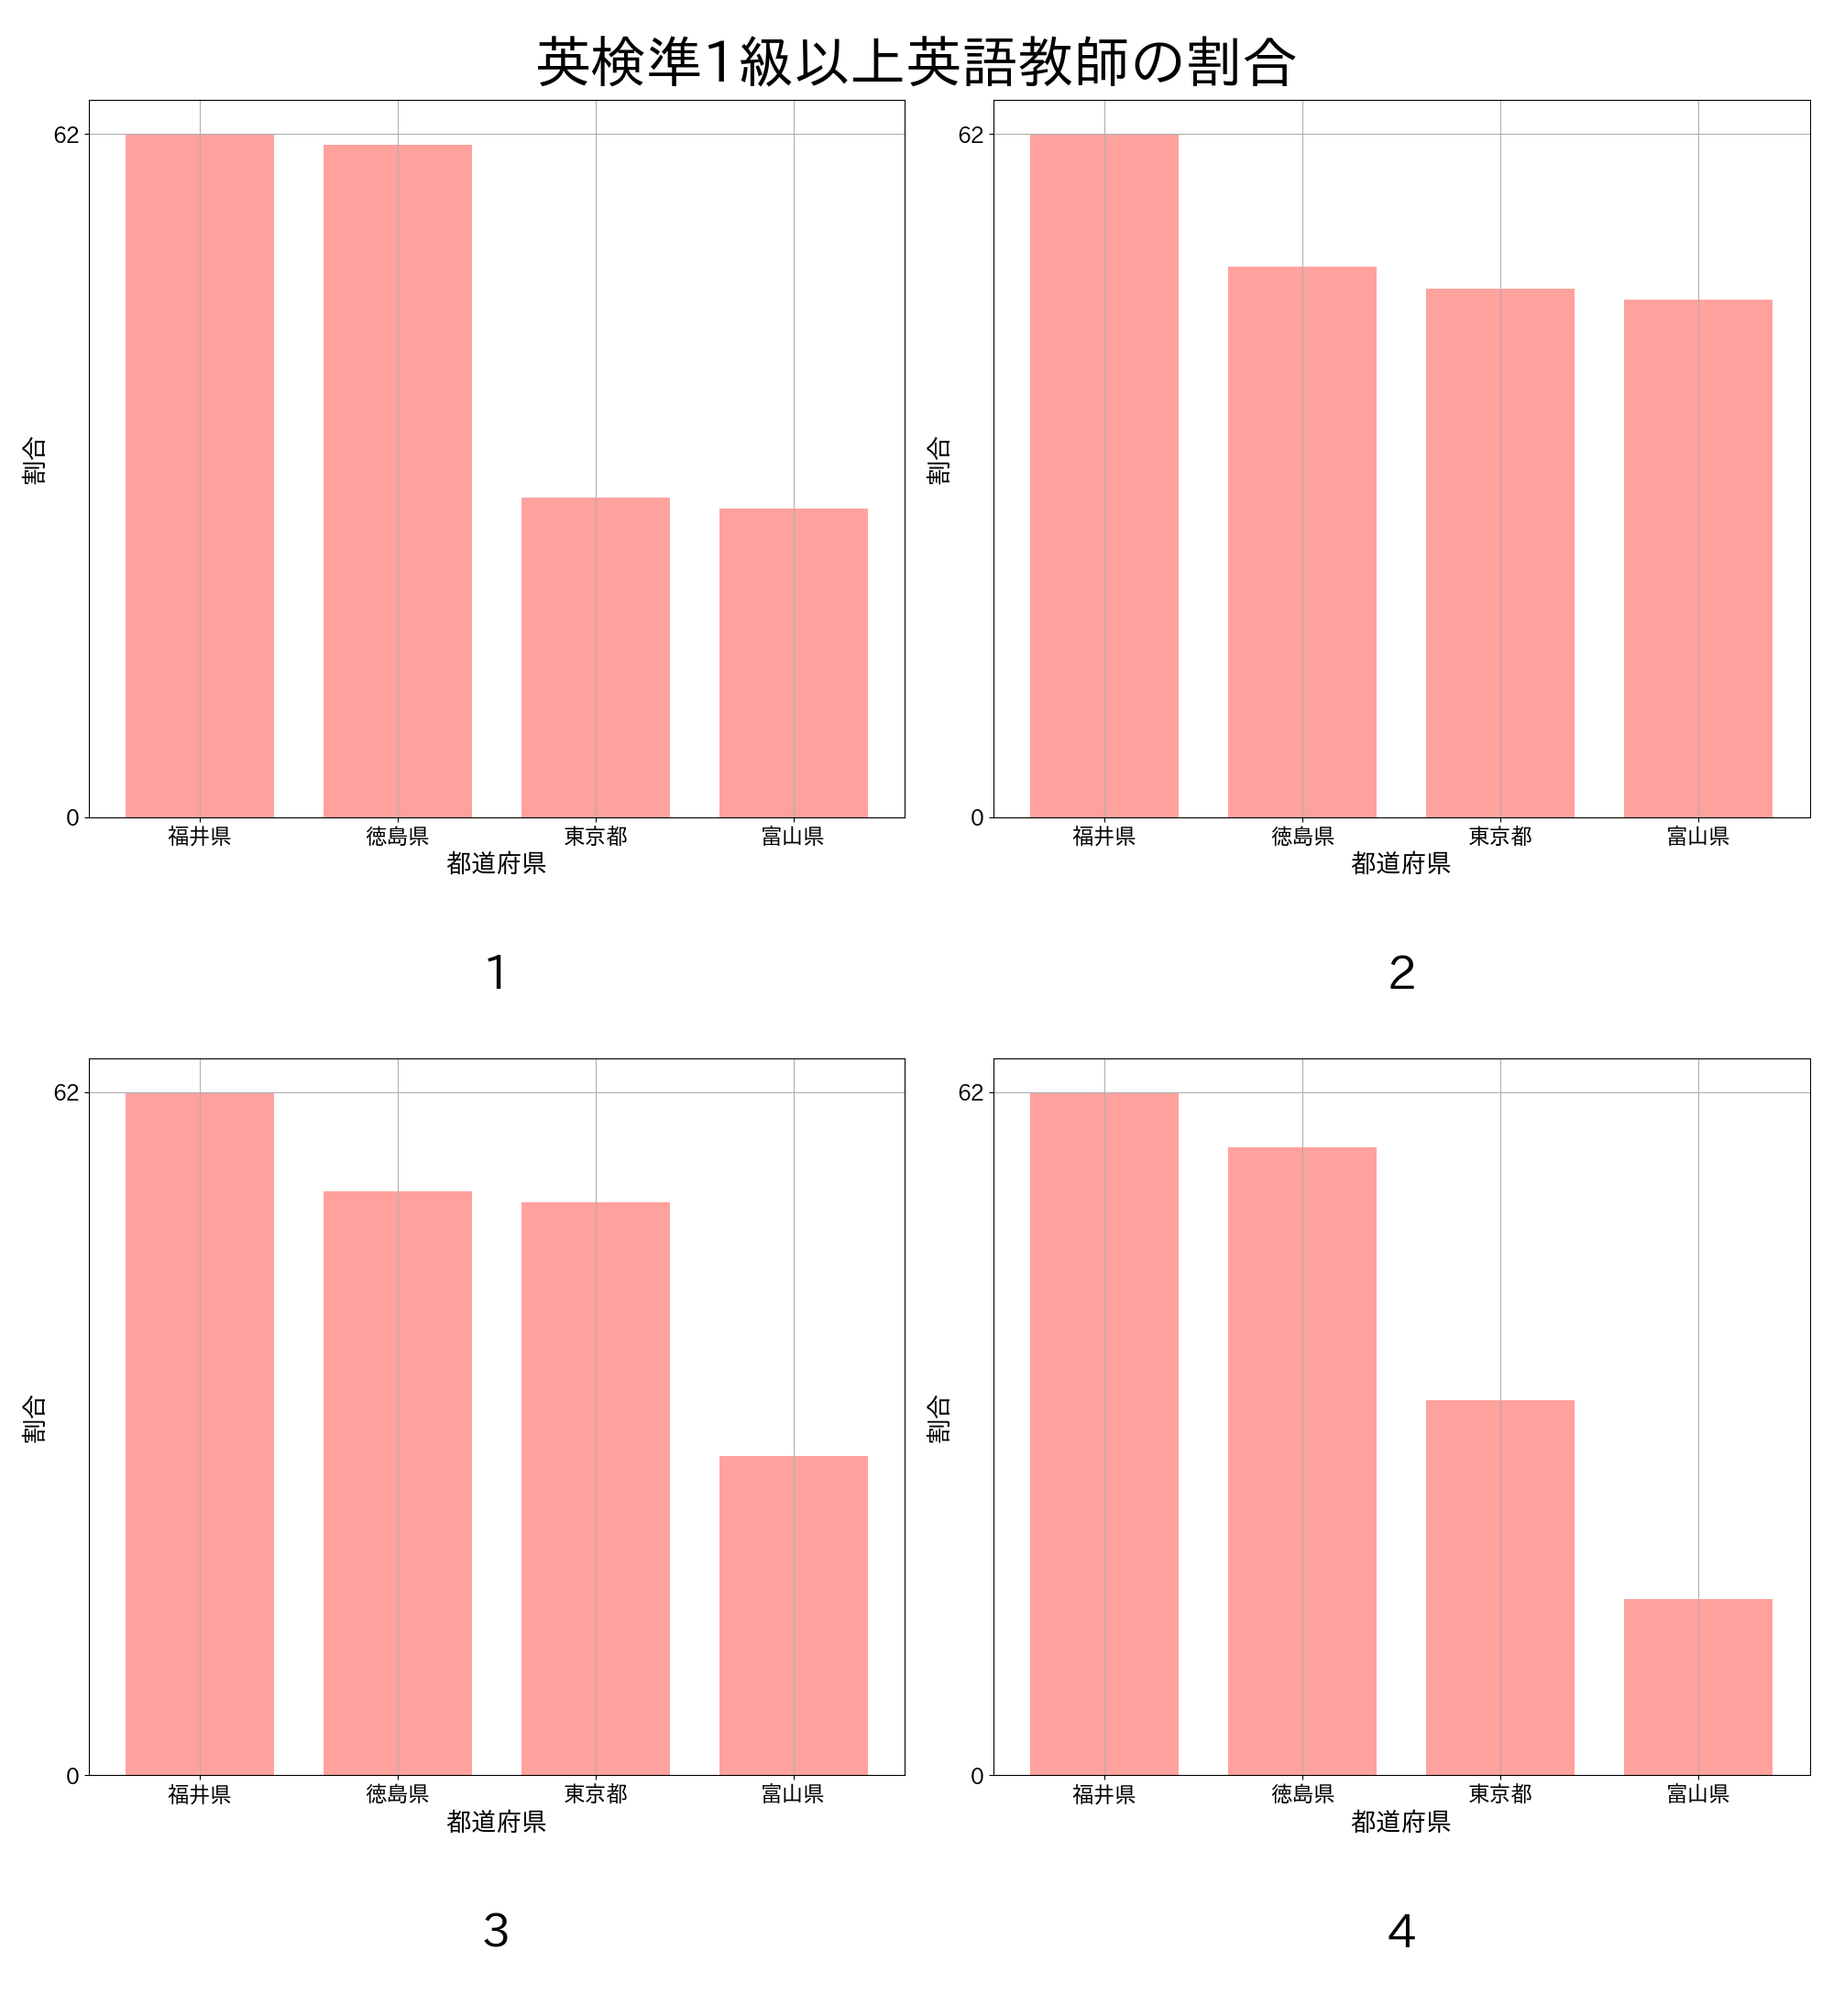 英検準1級以上英語教師の割合
62
0
割合
福井県 徳島県 東京都 富山県
都道府県
1
62
0
割合
福井県 徳島県 東京都 富山県
都道府県
2
62
0
割合
福井県 徳島県 東京都 富山県
都道府県
3
62
0
割合
福井県 徳島県 東京都 富山県
都道府県
4